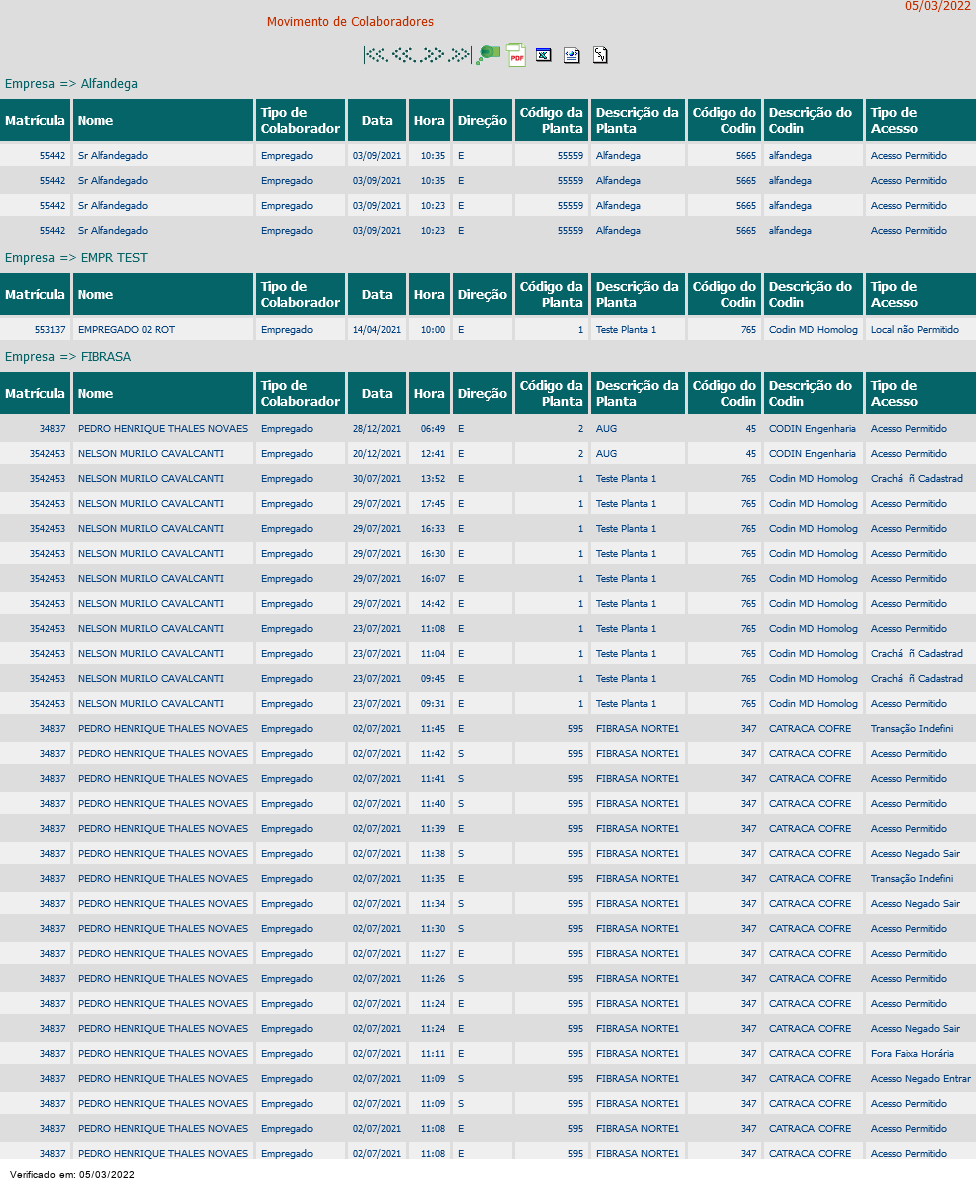 05/03/2022
Movimento de Colaboradores
PDF
Empresa => Alfandega
Matrícula Nome Tipo de Colaborador Data Hora Direção Código da Planta Descrição da Planta Código do Codin Descrição do Codin Tipo de Acesso
55442 Sr Alfandegado Empregado 03/09/2021 10:35 E 55559 Alfandega 5665 alfandega Acesso Permitido
55442 Sr Alfandegado Empregado 03/09/2021 10:35 E 55559 Alfandega 5665 alfandega Acesso Permitido
55442 Sr Alfandegado Empregado 03/09/2021 10:23 E 55559 Alfandega 5665 alfandega Acesso Permitido
55442 Sr Alfandegado Empregado 03/09/2021 10:23 E 55559 Alfandega 5665 alfandega Acesso Permitido
Empresa => EMPR TEST
Matrícula Nome Tipo de Colaborador Data Hora Direção Código da Planta Descrição da Planta Código do Codin Descrição do Codin Tipo de Acesso
553137 EMPREGADO 02 ROT Empregado 14/04/2021 10:00 E 1 Teste Planta 1 765 Codin MD Homolog Local não Permitido
Empresa => FIBRASA
Matrícula Nome Tipo de Colaborador Data Hora Direção Código da Planta Descrição da Planta Código do Codin Descrição do Codin Tipo de Acesso
34837 PEDRO HENRIQUE THALES NOVAES Empregado 28/12/2021 06:49 E 2 AUG 45 CODIN Engenharia Acesso Permitido
3542453 NELSON MURILO CAVALCANTI Empregado 20/12/2021 12:41 E 2 AUG 45 CODIN Engenharia Acesso Permitido
3542453 NELSON MURILO CAVALCANTI Empregado 30/07/2021 13:52 E 1 Teste Planta 1 765 Codin MD Homolog Crachá ñ Cadastrad
3542453 NELSON MURILO CAVALCANTI Empregado 29/07/2021 17:45 E 1 Teste Planta 1 765 Codin MD Homolog Acesso Permitido
3542453 NELSON MURILO CAVALCANTI Empregado 29/07/2021 16:33 E 1 Teste Planta 1 765 Codin MD Homolog Acesso Permitido
3542453 NELSON MURILO CAVALCANTI Empregado 29/07/2021 16:30 E 1 Teste Planta 1 765 Codin MD Homolog Acesso Permitido
3542453 NELSON MURILO CAVALCANTI Empregado 29/07/2021 16:07 E 1 Teste Planta 1 765 Codin MD Homolog Acesso Permitido
3542453 NELSON MURILO CAVALCANTI Empregado 29/07/2021 14:42 E 1 Teste Planta 1 765 Codin MD Homolog Acesso Permitido
3542453 NELSON MURILO CAVALCANTI Empregado 23/07/2021 11:08 E 1 Teste Planta 1 765 Codin MD Homolog Acesso Permitido
3542453 NELSON MURILO CAVALCANTI Empregado 23/07/2021 11:04 E 1 Teste Planta 1 765 Codin MD Homolog Crachá ñ Cadastrad
3542453 NELSON MURILO CAVALCANTI Empregado 23/07/2021 09:45 E 1 Teste Planta 1 765 Codin MD Homolog Crachá ñ Cadastrad
3542453 NELSON MURILO CAVALCANTI Empregado 23/07/2021 09:31 E 1 Teste Planta 1 765 Codin MD Homolog Acesso Permitido
34837 PEDRO HENRIQUE THALES NOVAES Empregado 02/07/2021 11:45 E 595 FIBRASA NORTE1 347 CATRACA COFRE Transação Indefini
34837 PEDRO HENRIQUE THALES NOVAES Empregado 02/07/2021 11:42 S 595 FIBRASA NORTE1 347 CATRACA COFRE Acesso Permitido
34837 PEDRO HENRIQUE THALES NOVAES Empregado 02/07/2021 11:41 S 595 FIBRASA NORTE1 347 CATRACA COFRE Acesso Permitido
34837 PEDRO HENRIQUE THALES NOVAES Empregado 02/07/2021 11:40 S 595 FIBRASA NORTE1 347 CATRACA COFRE Acesso Permitido
34837 PEDRO HENRIQUE THALES NOVAES Empregado 02/07/2021 11:39 E 595 FIBRASA NORTE1 347 CATRACA COFRE Acesso Permitido
34837 PEDRO HENRIQUE THALES NOVAES Empregado 02/07/2021 11:38 S 595 FIBRASA NORTE1 347 CATRACA COFRE Acesso Negado Sair
34837 PEDRO HENRIQUE THALES NOVAES Empregado 02/07/2021 11:35 E 595 FIBRASA NORTE1 347 CATRACA COFRE Transação Indefini
34837 PEDRO HENRIQUE THALES NOVAES Empregado 02/07/2021 11:34 S 595 FIBRASA NORTE1 347 CATRACA COFRE Acesso Negado Sair
34837 PEDRO HENRIQUE THALES NOVAES Empregado 02/07/2021 11:30 S 595 FIBRASA NORTE1 347 CATRACA COFRE Acesso Permitido
34837 PEDRO HENRIQUE THALES NOVAES Empregado 02/07/2021 11:27 E 595 FIBRASA NORTE1 347 CATRACA COFRE Acesso Permitido
34837 PEDRO HENRIQUE THALES NOVAES Empregado 02/07/2021 11:26 S 595 FIBRASA NORTE1 347 CATRACA COFRE Acesso Permitido
34837 PEDRO HENRIQUE THALES NOVAES Empregado 02/07/2021 11:24 E 595 FIBRASA NORTE1 347 CATRACA COFRE Acesso Permitido
34837 PEDRO HENRIQUE THALES NOVAES Empregado 02/07/2021 11:24 E 595 FIBRASA NORTE1 347 CATRACA COFRE Acesso Negado Sair
34837 PEDRO HENRIQUE THALES NOVAES Empregado 02/07/2021 11:11 E 595 FIBRASA NORTE1 347 CATRACA COFRE Fora Faixa Horária
34837 PEDRO HENRIQUE THALES NOVAES Empregado 02/07/2021 11:09 S 595 FIBRASA NORTE1 347 CATRACA COFRE Acesso Negado Entrar
34837 PEDRO HENRIQUE THALES NOVAES Empregado 02/07/2021 11:09 S 595 FIBRASA NORTE1 347 CATRACA COFRE Acesso Permitido
34837 PEDRO HENRIQUE THALES NOVAES Empregado 02/07/2021 11:08 E 595 FIBRASA NORTE1 347 CATRACA COFRE Acesso Permitido
34837 PEDRO HENRIQUE THALES NOVAES Empregado 02/07/2021 11:08 E 595 FIBRASA NORTE1 347 CATRACA COFRE Acesso Permitido
Verificado em: 05/03/2022